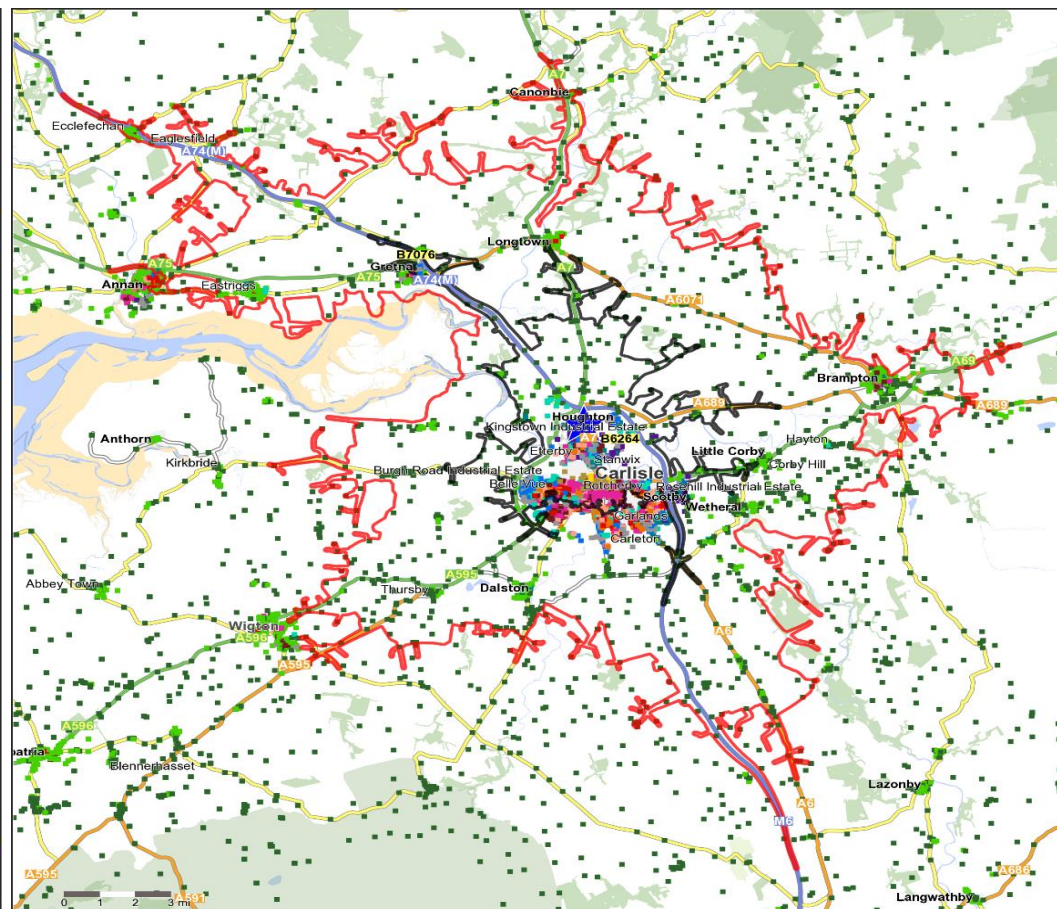 A7
Canonbie
Ecclefechan
Eaglesfield
A74(M)
B7076
Longtown
A75
Gretna
A7
Annan
Eastriggs
A75
A74(M)
A6071
A69
Brampton
A689
A689
Houghton
Kingstown Industrial Estate
A7
B6264
Etterby
Stanwix
Hayton
Anthorn
Kirkbride
Little Corby
Corby Hill
Burgh Road Industrial Estate
Carlisle
Belle Vue
Botcherby
Rosehill Industrial Estate
Scotby
Wetheral
Garlands
Carleton
Abbey Town
Thursby
A595
Dalston
Wigton
A596
A595
A6
A596
patria
Blennerhasset
Lazonby
A6
M6
A595
A591
A686
Langwathby
0 1 2 3 mi